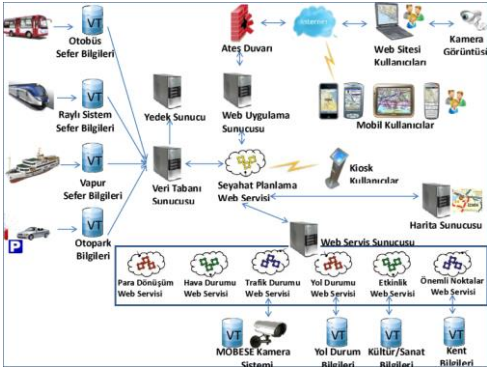 VT
Otobüs
Sefer Bilgileri
VT
Raylı Sistem
Sefer Bilgileri
VT
Vapur
Sefer Bilgileri
P
VT
Otopark
Bilgileri
Yedek Sunucu
VT
Veri Tabanı
Sunucusu
Ateş Duvarı
Web Uygulama
Sunucusu
Seyahat Planlama
Web Servisi
İnternet
Web Sitesi
Kullanıcıları
Kamera
Görüntüsü
Mobil Kullanıcılar
Kiosk
Kullanıcılar
Harita Sunucusu
Web Servis Sunucusu
Para Dönüşüm
Web Servisi
Hava Durumu
Web Servisi
Trafik Durumu
Web Servisi
Yol Durumu
Web Servisi
Etkinlik
Web Servisi
Önemli Noktalar
Web Servisi
VT
MOBESE Kamera
Sistemi
VT
Yol Durum
Bilgileri
VT
Kültür/Sanat
Bilgileri
VT
Kent
Bilgileri